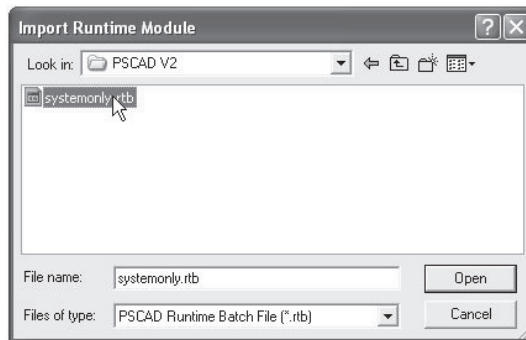 Import Runtime Module
Look in: PSCAD V2
systemonly.rtb
File name: systemonly.rtb Open
Files of type: PSCAD Runtime Batch File (*.rtb) Cancel